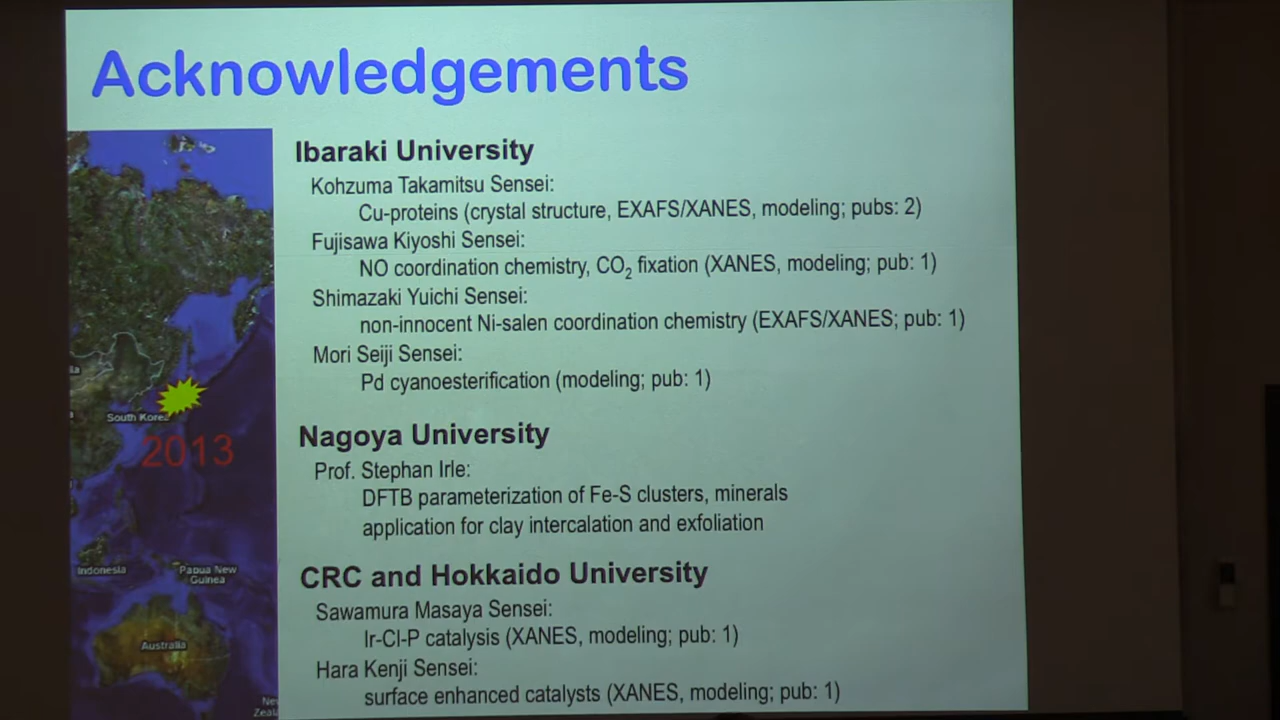 Acknowledgements
Ibaraki University
Kohzuma Takamitsu Sensei:
Cu-proteins (crystal structure, EXAFS/XANES, modeling; pubs: 2)
Fujisawa Kiyoshi Sensei:
NO coordination chemistry, CO₂ fixation (XANES, modeling; pub: 1)
Shimazaki Yuichi Sensei:
non-innocent Ni-salen coordination chemistry (EXAFS/XANES; pub: 1)
Mori Seiji Sensei:
Pd cyanoesterification (modeling; pub: 1)
Nagoya University
Prof. Stephan Irle:
DFTB parameterization of Fe-S clusters, minerals
application for clay intercalation and exfoliation
CRC and Hokkaido University
Sawamura Masaya Sensei:
Ir-Cl-P catalysis (XANES, modeling; pub: 1)
Hara Kenji Sensei:
surface enhanced catalysts (XANES, modeling; pub: 1)
South Kore
2013
Indonesia
Papua New
Guinea
Australia